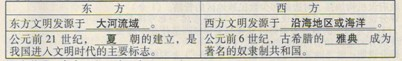 东 方 西 方
东方文明发源于 大河流域 。 西方文明发源于 沿海地区或海洋 。
公元前 21 世纪， 夏 朝的建立，是 公元前 6 世纪，古希腊的 雅典 成为
我国进入文明时代的主要标志。 著名的奴隶制共和国。